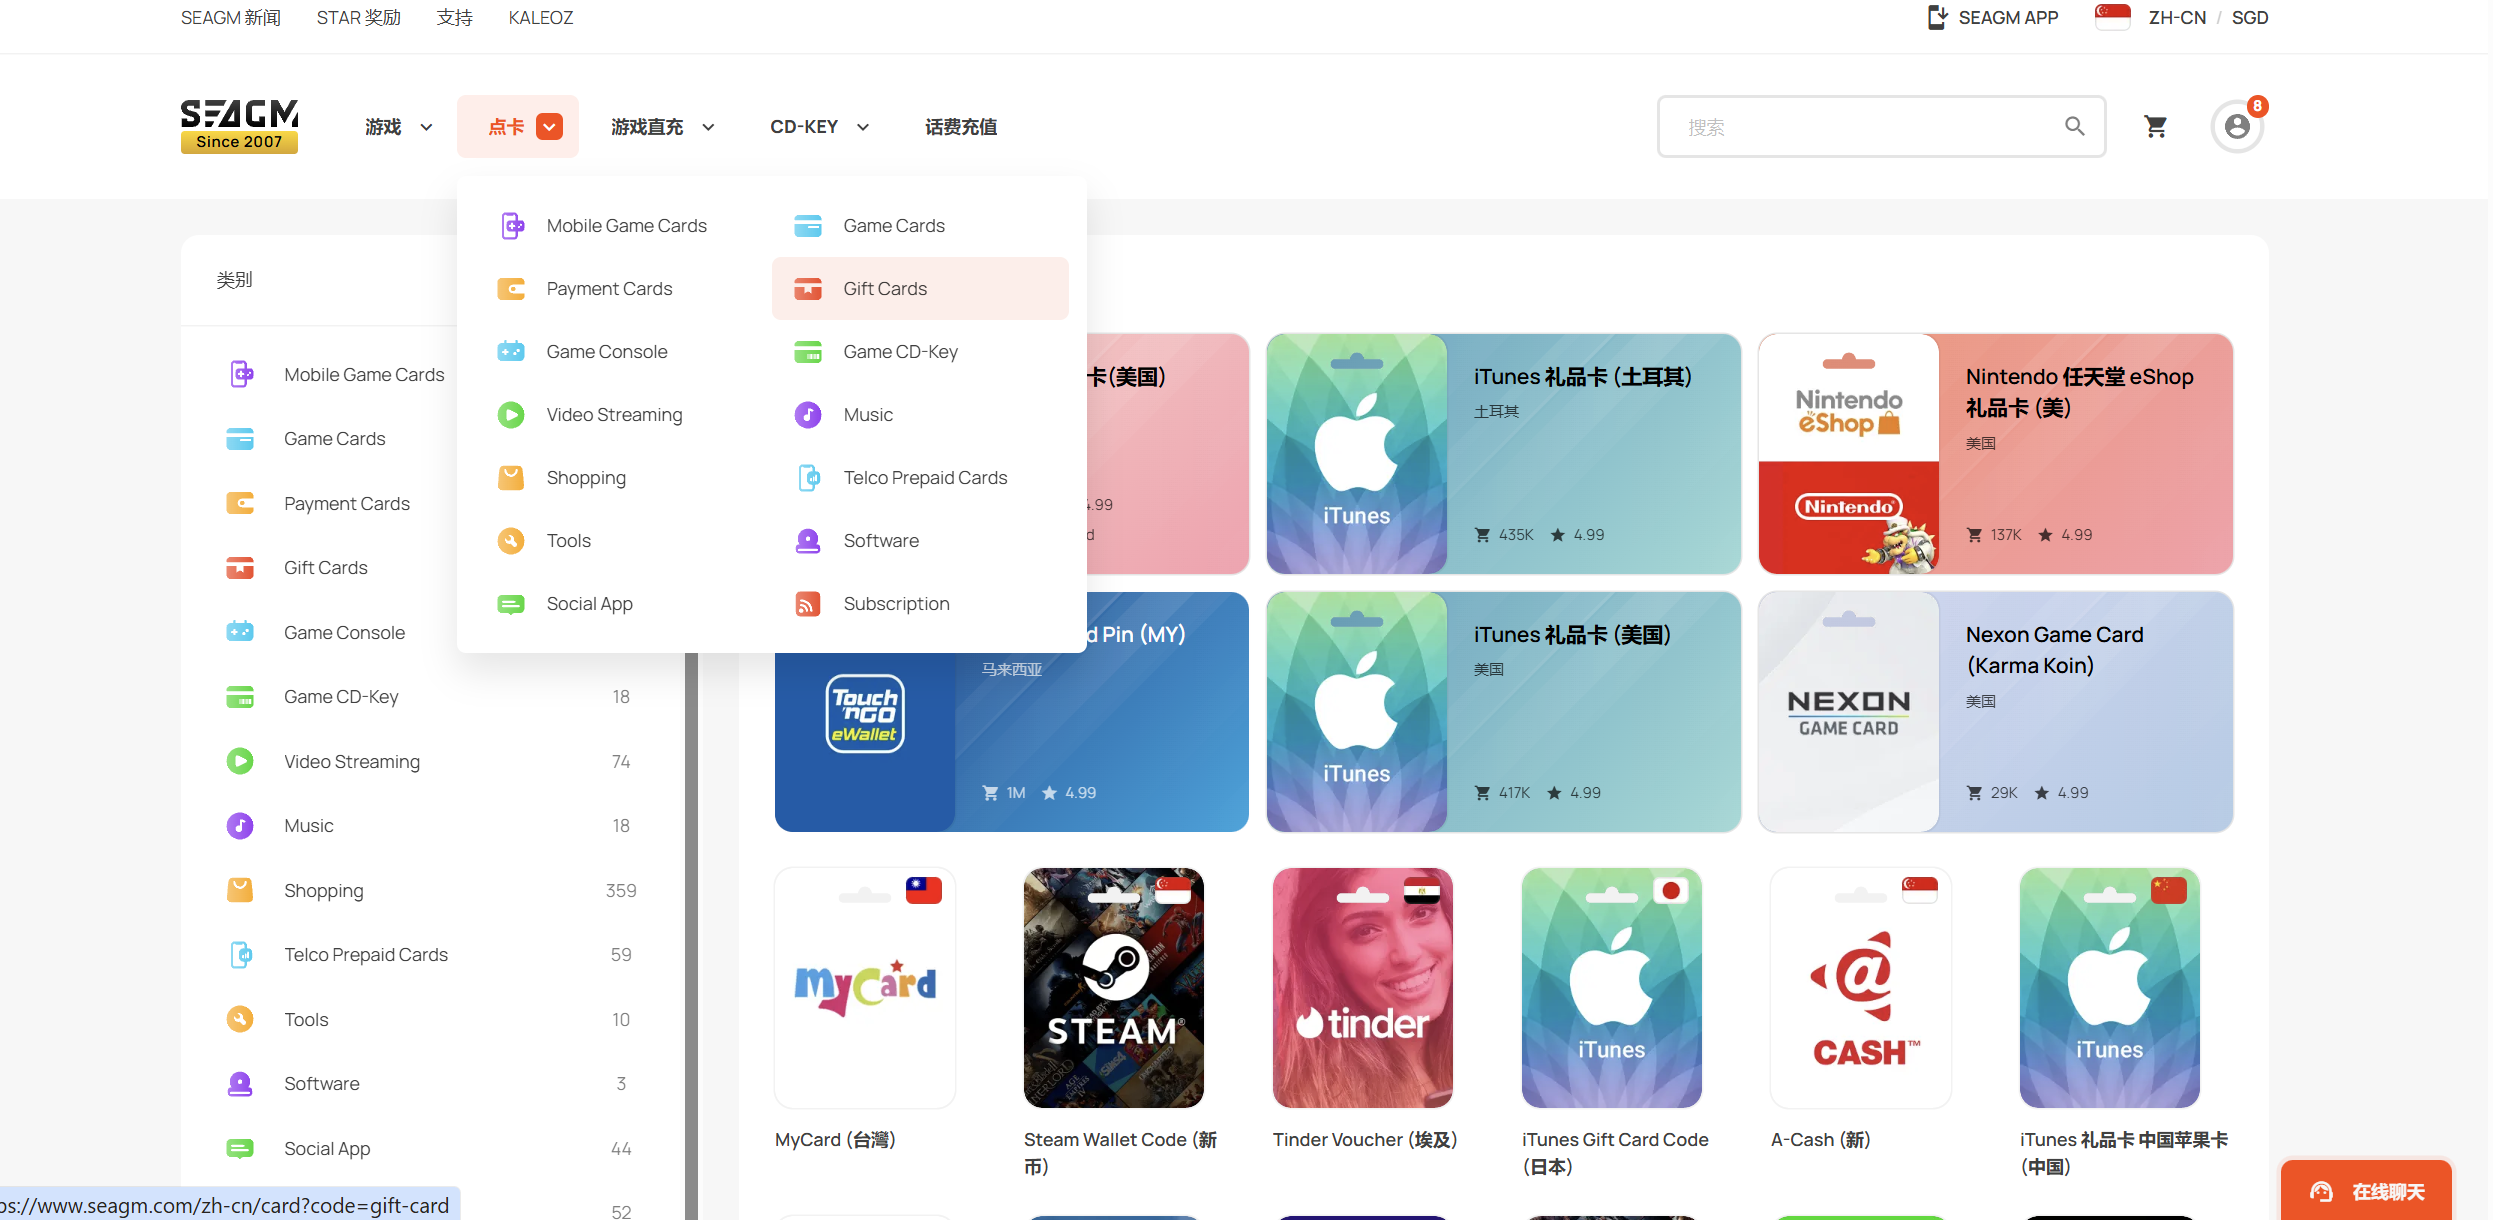 SEAGM 新闻
STAR 奖励
支持
KALEOZ
SEAGM APP
ZH-CN / SGD
SEAGM
Since 2007
游戏
点卡
游戏直充
CD-KEY
话费充值
搜索
8
Mobile Game Cards
Game Cards
Payment Cards
Gift Cards
Game Console
Game CD-Key
Video Streaming
Music
Shopping
Telco Prepaid Cards
Tools
Software
Social App
Subscription
类别
Mobile Game Cards
Game Cards
Payment Cards
Gift Cards
Game Console
Game CD-Key 18
Video Streaming 74
Music 18
Shopping 359
Telco Prepaid Cards 59
Tools 10
Software 3
Social App 44
52
卡(美国)
4.99
d
iTunes
iTunes 礼品卡 (土耳其)
土耳其
435K 4.99
Nintendo
eShop
Nintendo
Nintendo 任天堂 eShop
礼品卡 (美)
美国
137K 4.99
Touch
'nGO
eWallet
d Pin (MY)
马来西亚
1M 4.99
iTunes
iTunes 礼品卡 (美国)
美国
417K 4.99
NEXON
GAME CARD
Nexon Game Card
(Karma Koin)
美国
29K 4.99
MyCard
MyCard (台灣)
STEAM®
Steam Wallet Code (新
币)
tinder
Tinder Voucher (埃及)
iTunes
iTunes Gift Card Code
(日本)
@
CASH™
A-Cash (新)
iTunes
iTunes 礼品卡 中国苹果卡
(中国)
在线聊天
ps://www.seagm.com/zh-cn/card?code=gift-card